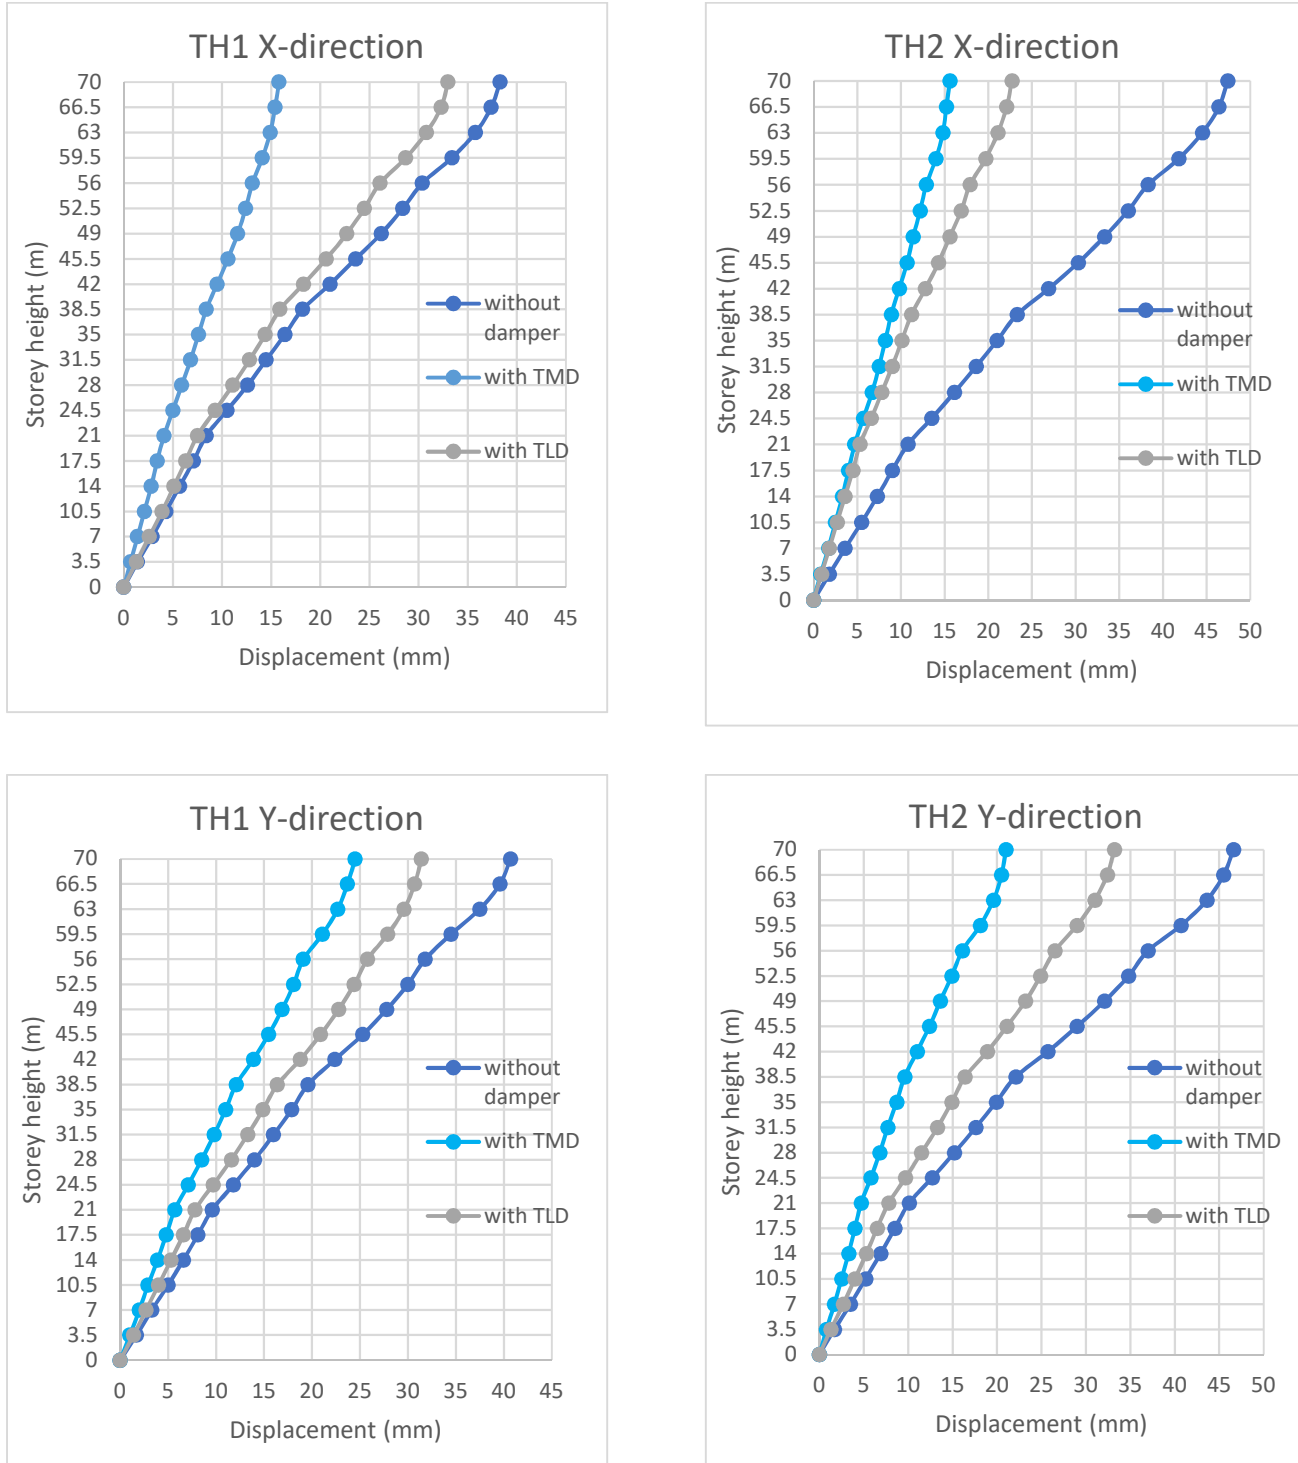 TH1 X-direction
70
66.5
63
59.5
56
52.5
49
45.5
42
38.5
35
31.5
28
24.5
21
17.5
14
10.5
7
3.5
0
Storey height (m)
without
damper
with TMD
with TLD
0 5 10 15 20 25 30 35 40 45
Displacement (mm)
TH2 X-direction
70
66.5
63
59.5
56
52.5
49
45.5
42
38.5
35
31.5
28
24.5
21
17.5
14
10.5
7
3.5
0
Storey height (m)
without
damper
with TMD
with TLD
0 5 10 15 20 25 30 35 40 45 50
Displacement (mm)
TH1 Y-direction
70
66.5
63
59.5
56
52.5
49
45.5
42
38.5
35
31.5
28
24.5
21
17.5
14
10.5
7
3.5
0
Storey height (m)
without
damper
with TMD
with TLD
0 5 10 15 20 25 30 35 40 45
Displacement (mm)
TH2 Y-direction
70
66.5
63
59.5
56
52.5
49
45.5
42
38.5
35
31.5
28
24.5
21
17.5
14
10.5
7
3.5
0
Storey height (m)
without
damper
with TMD
with TLD
0 5 10 15 20 25 30 35 40 45 50
Displacement (mm)